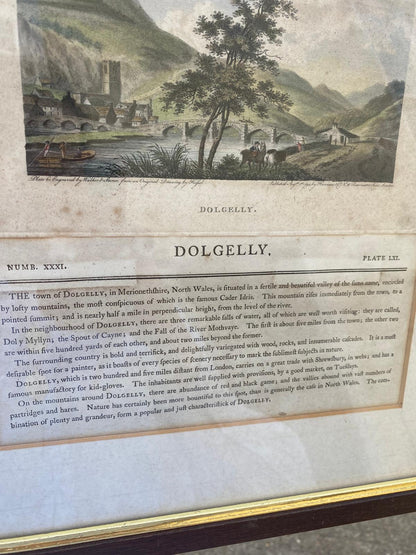 DOLGELLY.
DOLGELLY.
NUMB. XXXI.
PLATE LXI.
THE town of DOLGELLY, in Merionethſhire, North Wales, is ſituated in a fertile and beautiful valley of the ſame name, encircled
by lofty mountains, the moſt conſpicuous of which is the famous Cader Idris. This mountain riſes immediately from the town, to a
pointed ſummit; and is nearly half a mile in perpendicular height, from the level of the river.
In the neighbourhood of DOLGELLY, there are three remarkable falls of water, all of which are well worth viſiting: they are called,
Dol y Myllyn; the Spout of Cayne; and the Fall of the River Mothvaye. The firſt is about five miles from the town; the other two
are within five hundred yards of each other, and about two miles beyond the former.
The ſurrounding country is bold and terrifick, and delightfully variegated with wood, rocks, and innumerable caſcades. It is a moſt
deſirable ſpot for a painter, as it boaſts of every ſpecies of ſcenery neceſſary to mark the ſublimeſt ſubjects in nature.
DOLGELLY, which is two hundred and five miles diſtant from London, carries on a great trade with Shrewſbury, in webs; and has a
famous manufactory for kid-gloves. The inhabitants are well ſupplied with proviſions, by a good market, on Tueſdays.
On the mountains around DOLGELLY, there are abundance of red and black game; and the vallies abound with vaſt numbers of
partridges and hares. Nature has certainly been more bountiful to this ſpot, than is generally the caſe in North Wales. The com-
bination of plenty and grandeur, form a popular and juſt characteriſtick of DOLGELLY.